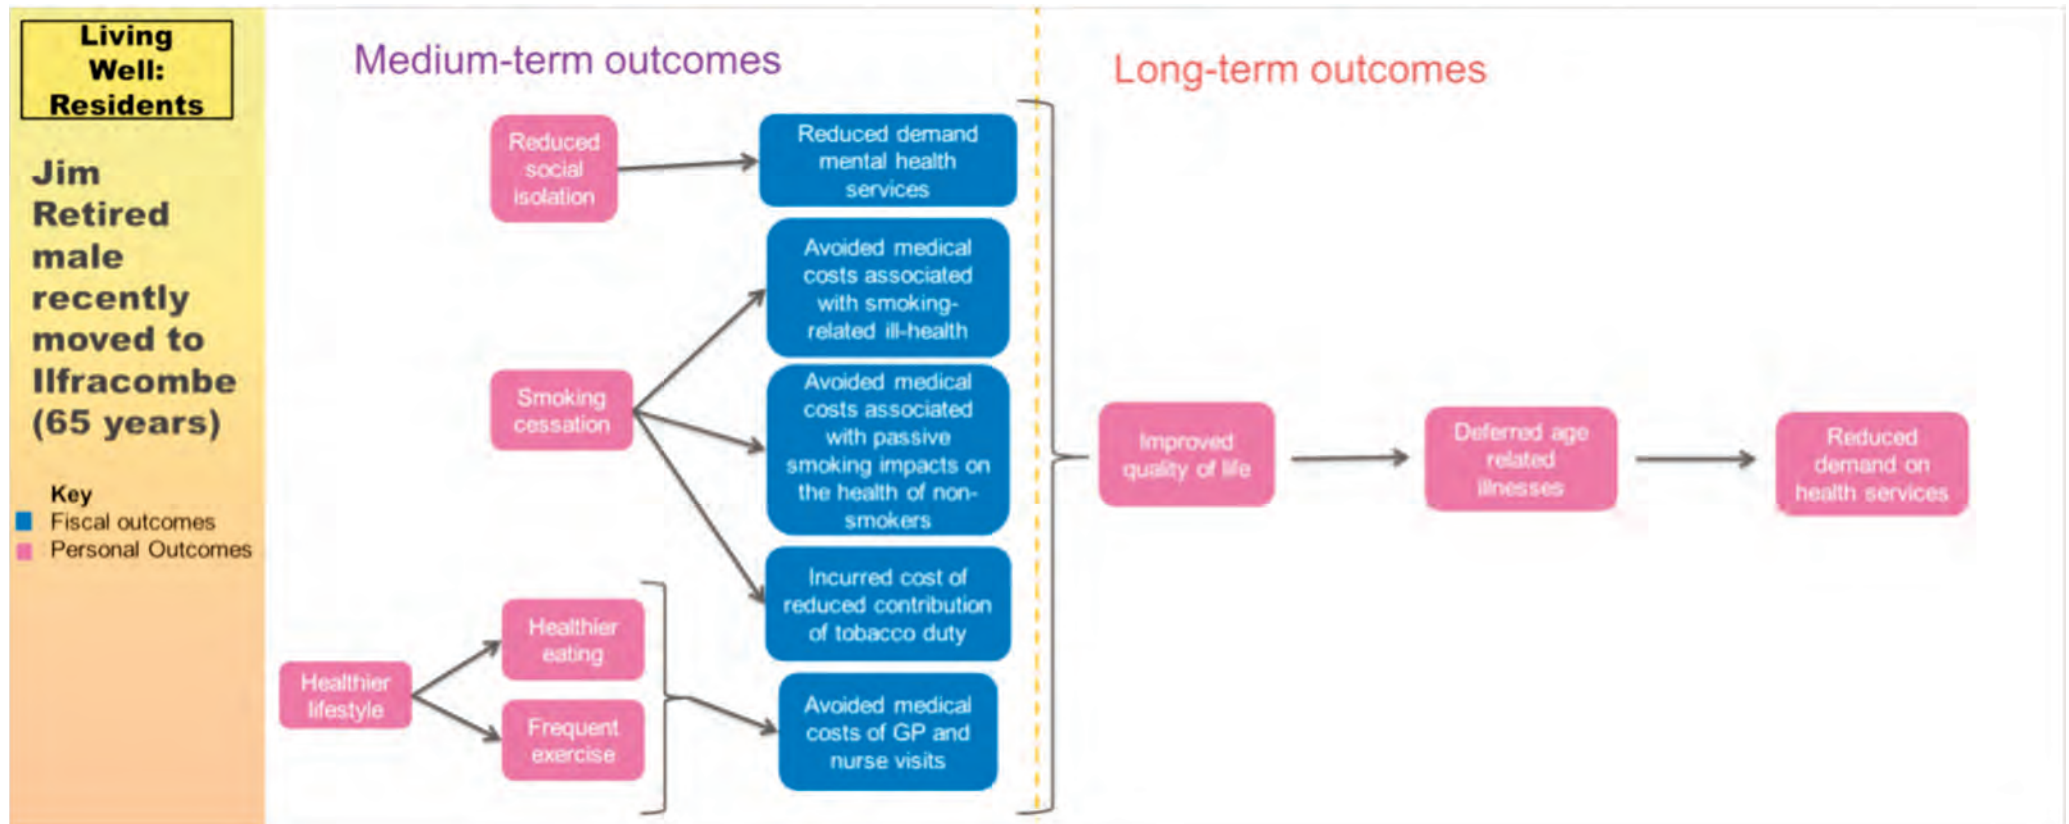 Living
Well:
Residents
Jim
Retired
male
recently
moved to
Ilfracombe
(65 years)
Key
Fiscal outcomes
Personal Outcomes
Medium-term outcomes
Reduced
social
isolation
Reduced demand
mental health
services
Smoking
cessation
Avoided medical
costs associated
with smoking-
related ill-health
Avoided medical
costs associated
with passive
smoking impacts on
the health of non-
smokers
Incurred cost of
reduced contribution
of tobacco duty
Healthier
lifestyle
Healthier
eating
Frequent
exercise
Avoided medical
costs of GP and
nurse visits
Long-term outcomes
Improved
quality of life
Deferred age
related
illnesses
Reduced
demand on
health services